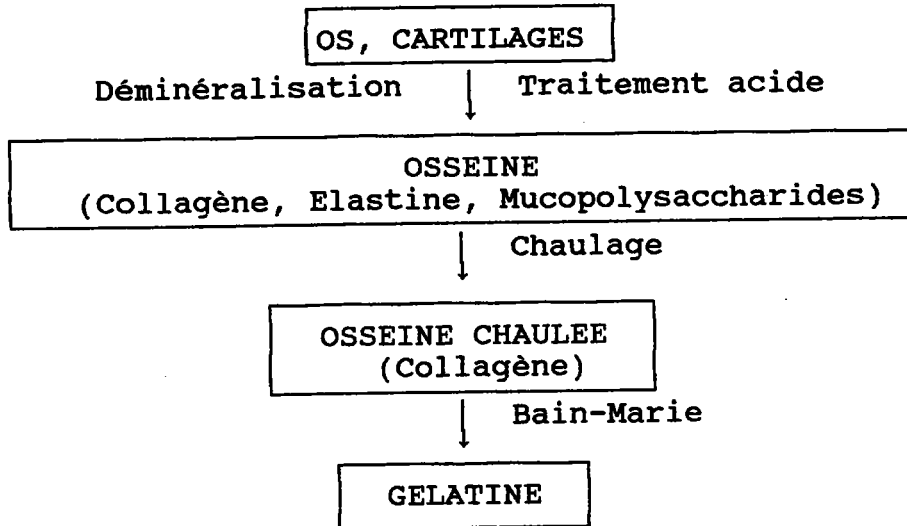 OS, CARTILAGES
Déminéralisation Traitement acide
OSSEINE
(Collagène, Elastine, Mucopolysaccharides)
Chaulage
OSSEINE CHAULEE
(Collagène)
Bain-Marie
GELATINE